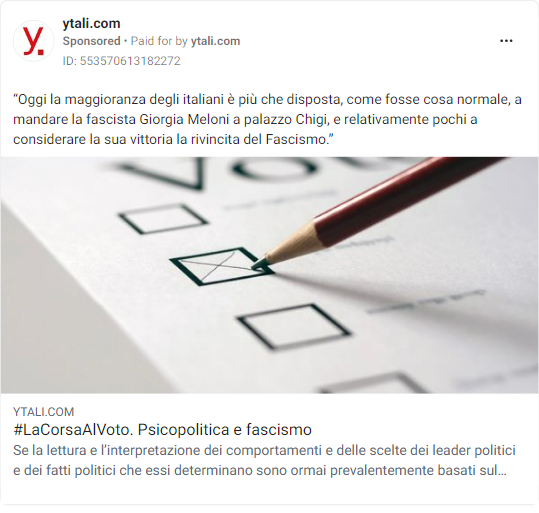 y.
ytali.com
Sponsored • Paid for by ytali.com
ID: 553570613182272
“Oggi la maggioranza degli italiani è più che disposta, come fosse cosa normale, a
mandare la fascista Giorgia Meloni a palazzo Chigi, e relativamente pochi a
considerare la sua vittoria la rivincita del Fascismo.”
YTALI.COM
#LaCorsaAlVoto. Psicopolitica e fascismo
Se la lettura e l’interpretazione dei comportamenti e delle scelte dei leader politici
e dei fatti politici che essi determinano sono ormai prevalentemente basati sul...